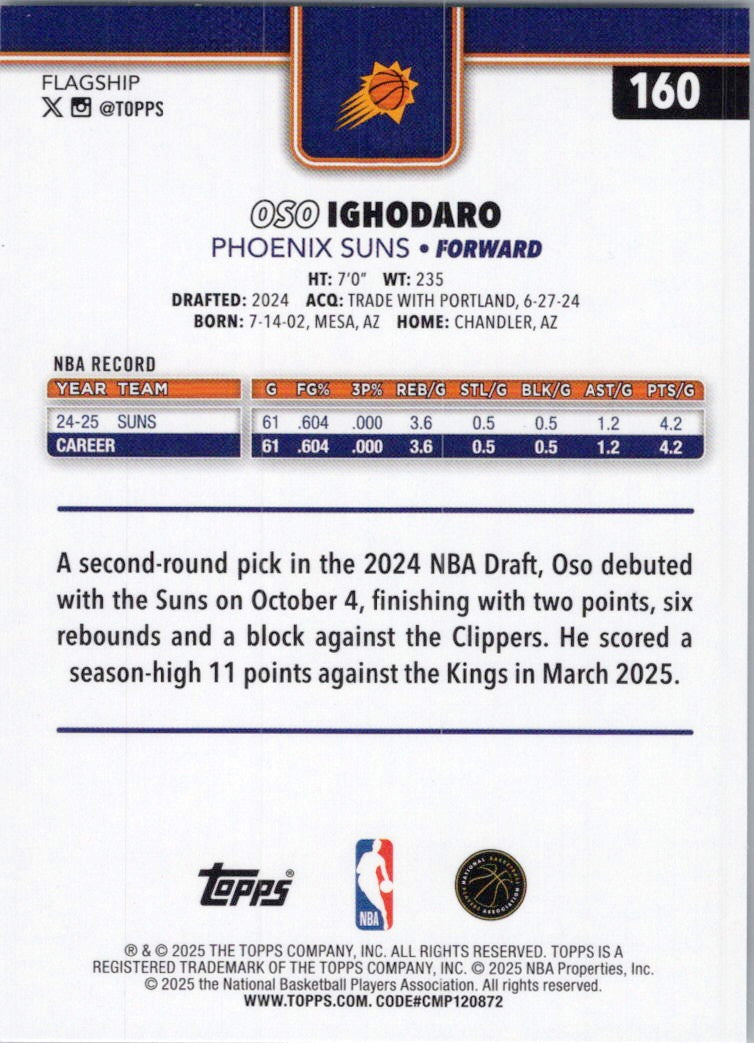 FLAGSHIP
160
@TOPPS
OSO IGHODARO
PHOENIX SUNS • FORWARD
HT: 7'0" WT: 235
DRAFTED: 2024 ACQ: TRADE WITH PORTLAND, 6-27-24
BORN: 7-14-02, MESA, AZ HOME: CHANDLER, AZ
NBA RECORD
YEAR TEAM G FG% 3P% REB/G STL/G BLK/G AST/G PTS/G
24-25 SUNS 61 .604 .000 3.6 0.5 0.5 1.2 4.2
CAREER 61 .604 .000 3.6 0.5 0.5 1.2 4.2
A second-round pick in the 2024 NBA Draft, Oso debuted
with the Suns on October 4, finishing with two points, six
rebounds and a block against the Clippers. He scored a
season-high 11 points against the Kings in March 2025.
topps®
NBA
NATIONAL BASKETBALL
PLAYERS ASSOCIATION
® & © 2025 THE TOPPS COMPANY, INC. ALL RIGHTS RESERVED. TOPPS IS A
REGISTERED TRADEMARK OF THE TOPPS COMPANY, INC. © 2025 NBA Properties, Inc.
© 2025 the National Basketball Players Association. All rights reserved.
WWW.TOPPS.COM. CODE#CMP120872